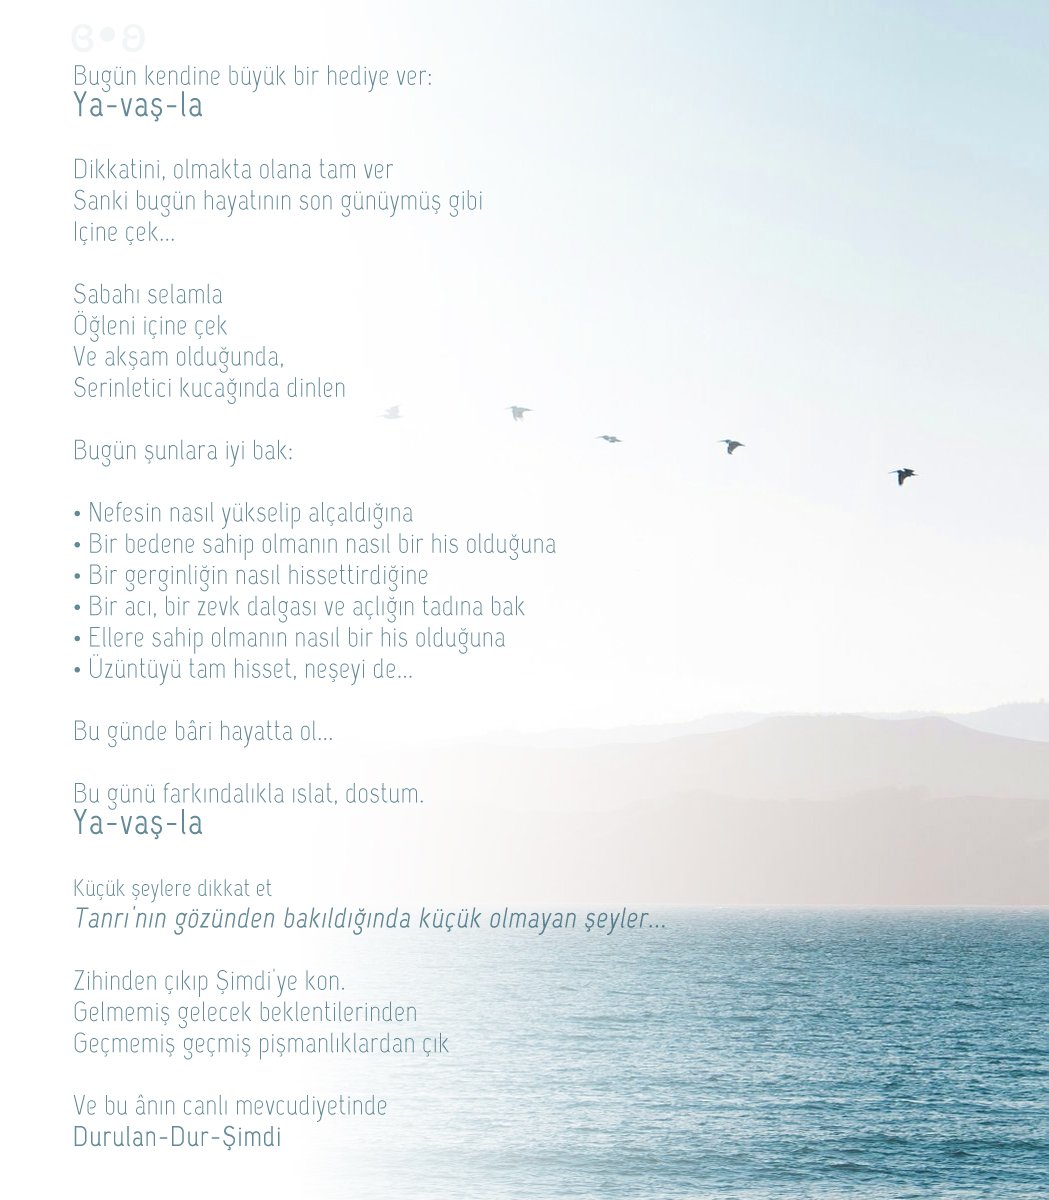 Bugün kendine büyük bir hediye ver:
Ya-vaş-la
Dikkatini, olmakta olana tam ver
Sanki bugün hayatının son günüymüş gibi
Içine çek...
Sabahı selamla
Öğleni içine çek
Ve akşam olduğunda,
Serinletici kucağında dinlen
Bugün şunlara iyi bak:
• Nefesin nasıl yükselip alçaldığına
• Bir bedene sahip olmanın nasıl bir his olduğuna
• Bir gerginliğin nasıl hissettirdiğine
• Bir acı, bir zevk dalgası ve açlığın tadına bak
• Ellere sahip olmanın nasıl bir his olduğuna
• Üzüntüyü tam hisset, neşeyi de...
Bu günde bâri hayatta ol...
Bu günü farkındalıkla ıslat, dostum.
Ya-vaş-la
Küçük şeylere dikkat et
Tanrı'nın gözünden bakıldığında küçük olmayan şeyler...
Zihinden çıkıp Şimdi'ye kon.
Gelmemiş gelecek beklentilerinden
Geçmemiş geçmiş pişmanlıklardan çık
Ve bu ânın canlı mevcudiyetinde
Durulan-Dur-Şimdi